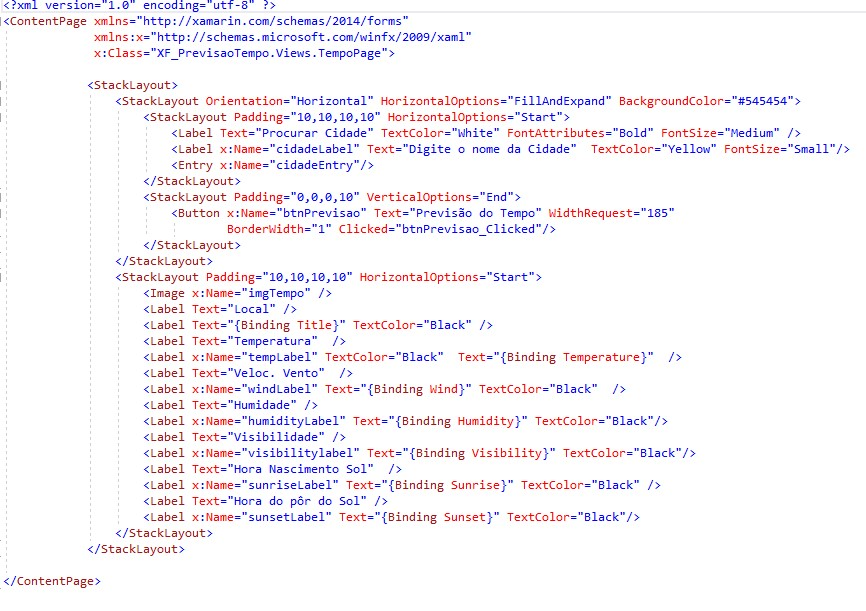 <?xml version="1.0" encoding="utf-8" ?>
<ContentPage xmlns="http://xamarin.com/schemas/2014/forms"
             xmlns:x="http://schemas.microsoft.com/winfx/2009/xaml"
             x:Class="XF_PrevisaoTempo.Views.TempoPage">
            <StackLayout>
                <StackLayout Orientation="Horizontal" HorizontalOptions="FillAndExpand" BackgroundColor="#545454">
                    <StackLayout Padding="10,10,10,10" HorizontalOptions="Start">
                        <Label Text="Procurar Cidade" TextColor="White" FontAttributes="Bold" FontSize="Medium" />
                        <Label x:Name="cidadeLabel" Text="Digite o nome da Cidade"  TextColor="Yellow" FontSize="Small"/>
                        <Entry x:Name="cidadeEntry"/>
                    </StackLayout>
                    <StackLayout Padding="0,0,0,10" VerticalOptions="End">
                        <Button x:Name="btnPrevisao" Text="Previsão do Tempo" WidthRequest="185"
                                BorderWidth="1" Clicked="btnPrevisao_Clicked"/>
                    </StackLayout>
                </StackLayout>
                <StackLayout Padding="10,10,10,10" HorizontalOptions="Start">
                    <Image x:Name="imgTempo" />
                    <Label Text="Local" />
                    <Label Text="{Binding Title}" TextColor="Black" />
                    <Label Text="Temperatura"  />
                    <Label x:Name="tempLabel" TextColor="Black"  Text="{Binding Temperature}"  />
                    <Label Text="Veloc. Vento"  />
                    <Label x:Name="windLabel" Text="{Binding Wind}" TextColor="Black"  />
                    <Label Text="Humidade" />
                    <Label x:Name="humidityLabel" Text="{Binding Humidity}" TextColor="Black"/>
                    <Label Text="Visibilidade" />
                    <Label x:Name="visibilitylabel" Text="{Binding Visibility}" TextColor="Black"/>
                    <Label Text="Hora Nascimento Sol"  />
                    <Label x:Name="sunriseLabel" Text="{Binding Sunrise}" TextColor="Black" />
                    <Label Text="Hora do pôr do Sol" />
                    <Label x:Name="sunsetLabel" Text="{Binding Sunset}" TextColor="Black"/>
                </StackLayout>
            </StackLayout>
</ContentPage>